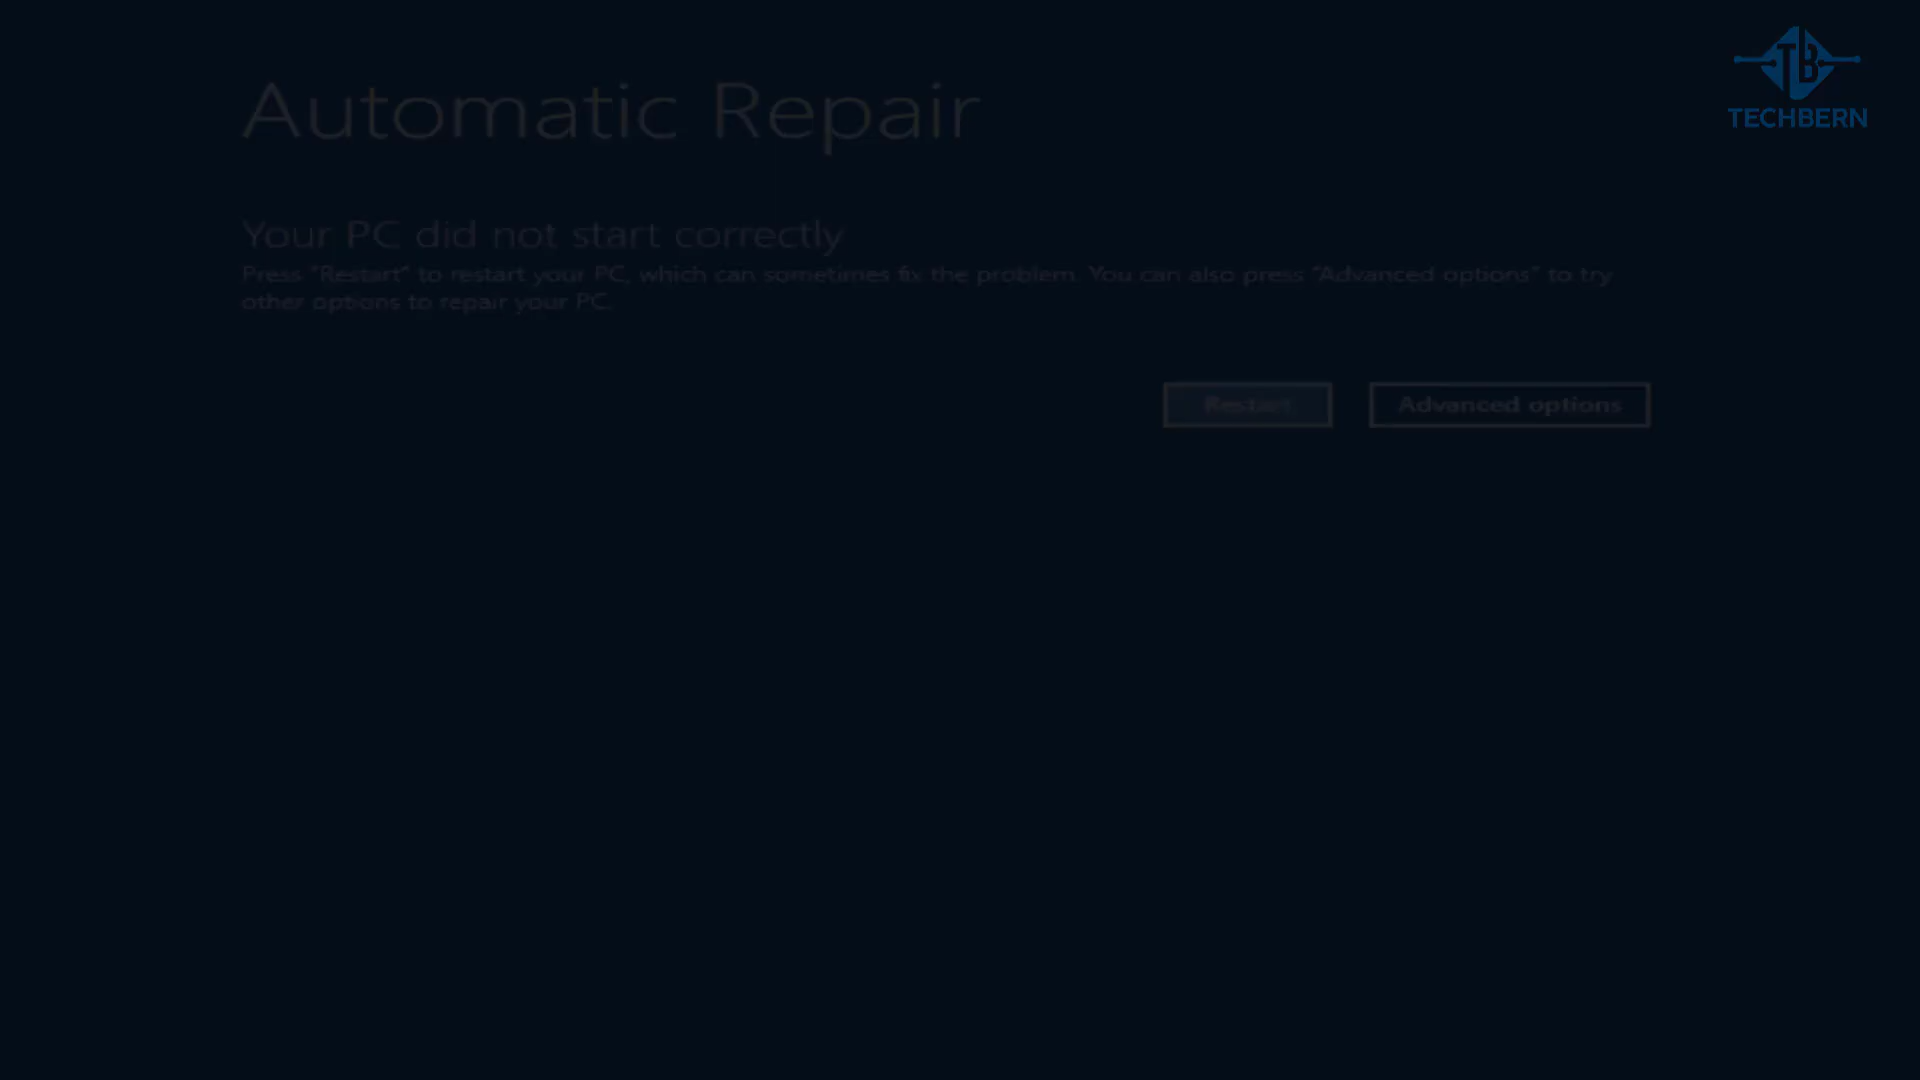 TB
TECHBERN
Automatic Repair
Your PC did not start correctly
Press "Restart" to restart your PC, which can sometimes fix the problem. You can also press "Advanced options" to try
other options to repair your PC.
Restart
Advanced options